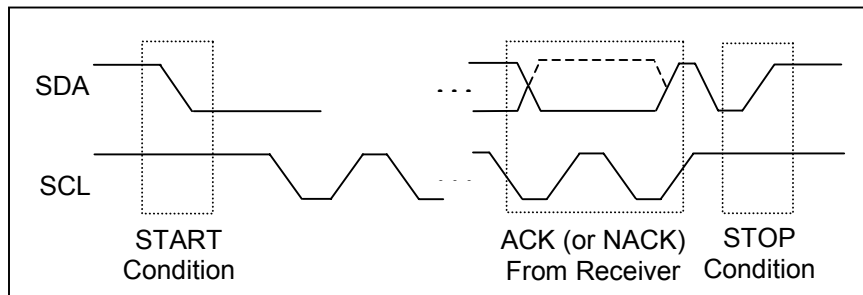 SDA
. . .
SCL
. . .
START
Condition
ACK (or NACK)
From Receiver
STOP
Condition